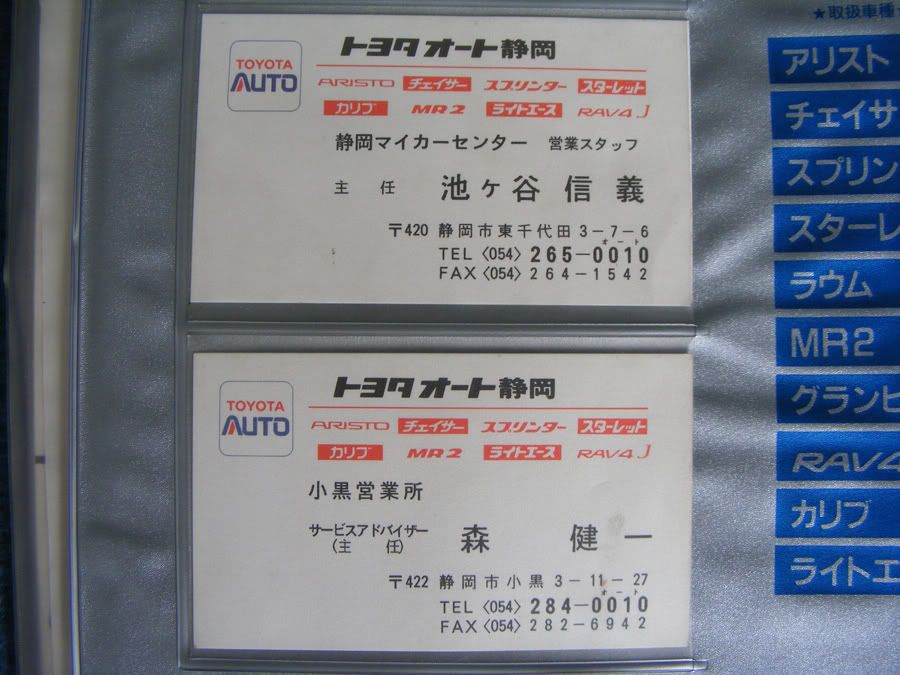 トヨタオート静岡
TOYOTA
AUTO
ARISTO チェイサー スプリンター スターレット
カリブ MR2 ライトエース RAV4 J
静岡マイカーセンター 営業スタッフ
主任 池ヶ谷信義
〒420 静岡市東千代田3-7-6
オート
TEL〈054〉265-0010
FAX〈054〉264-1542
トヨタオート静岡
TOYOTA
AUTO
ARISTO チェイサー スプリンター スターレット
カリブ MR2 ライトエース RAV4 J
小黒営業所
サービスアドバイザー
(主任) 森健一
〒422 静岡市小黒3-11-27
オート
TEL〈054〉284-0010
FAX〈054〉282-6942
★取扱車種★
アリスト
チェイサ
スプリン
スターレ
ラウム
MR2
グランビ
RAV4
カリブ
ライトエ